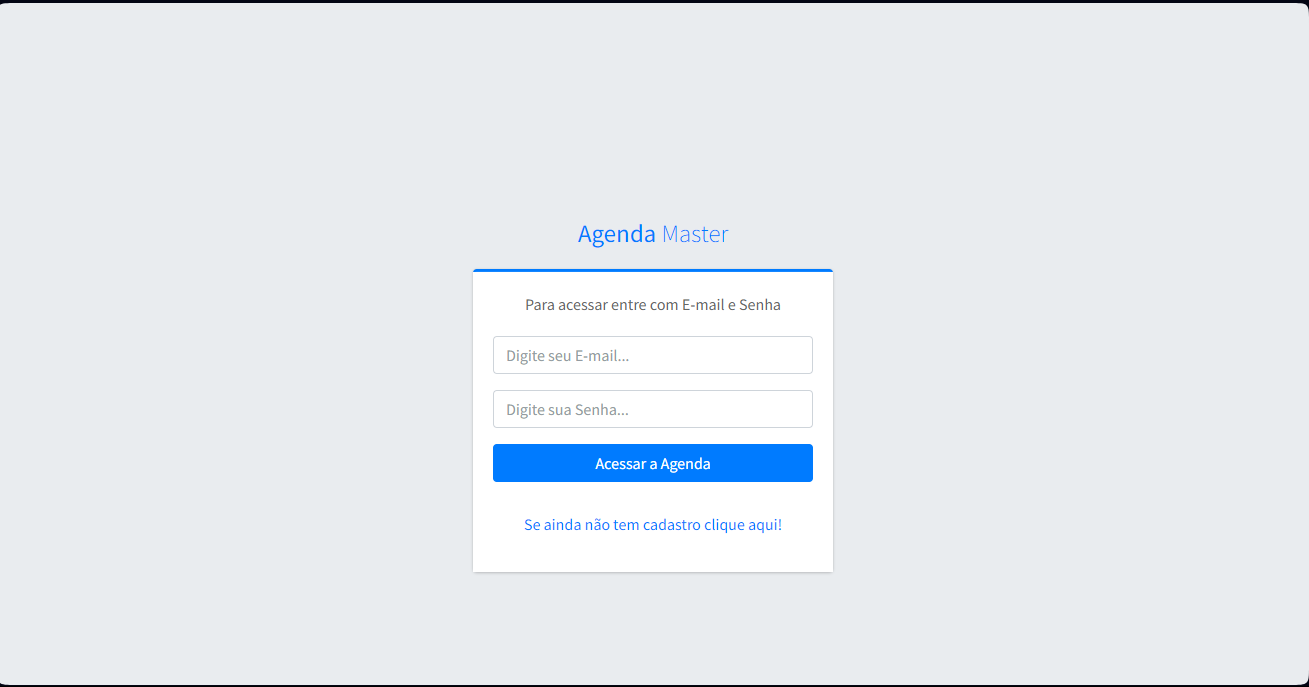 Agenda Master
Para acessar entre com E-mail e Senha
Digite seu E-mail...
Digite sua Senha...
Acessar a Agenda
Se ainda não tem cadastro clique aqui!